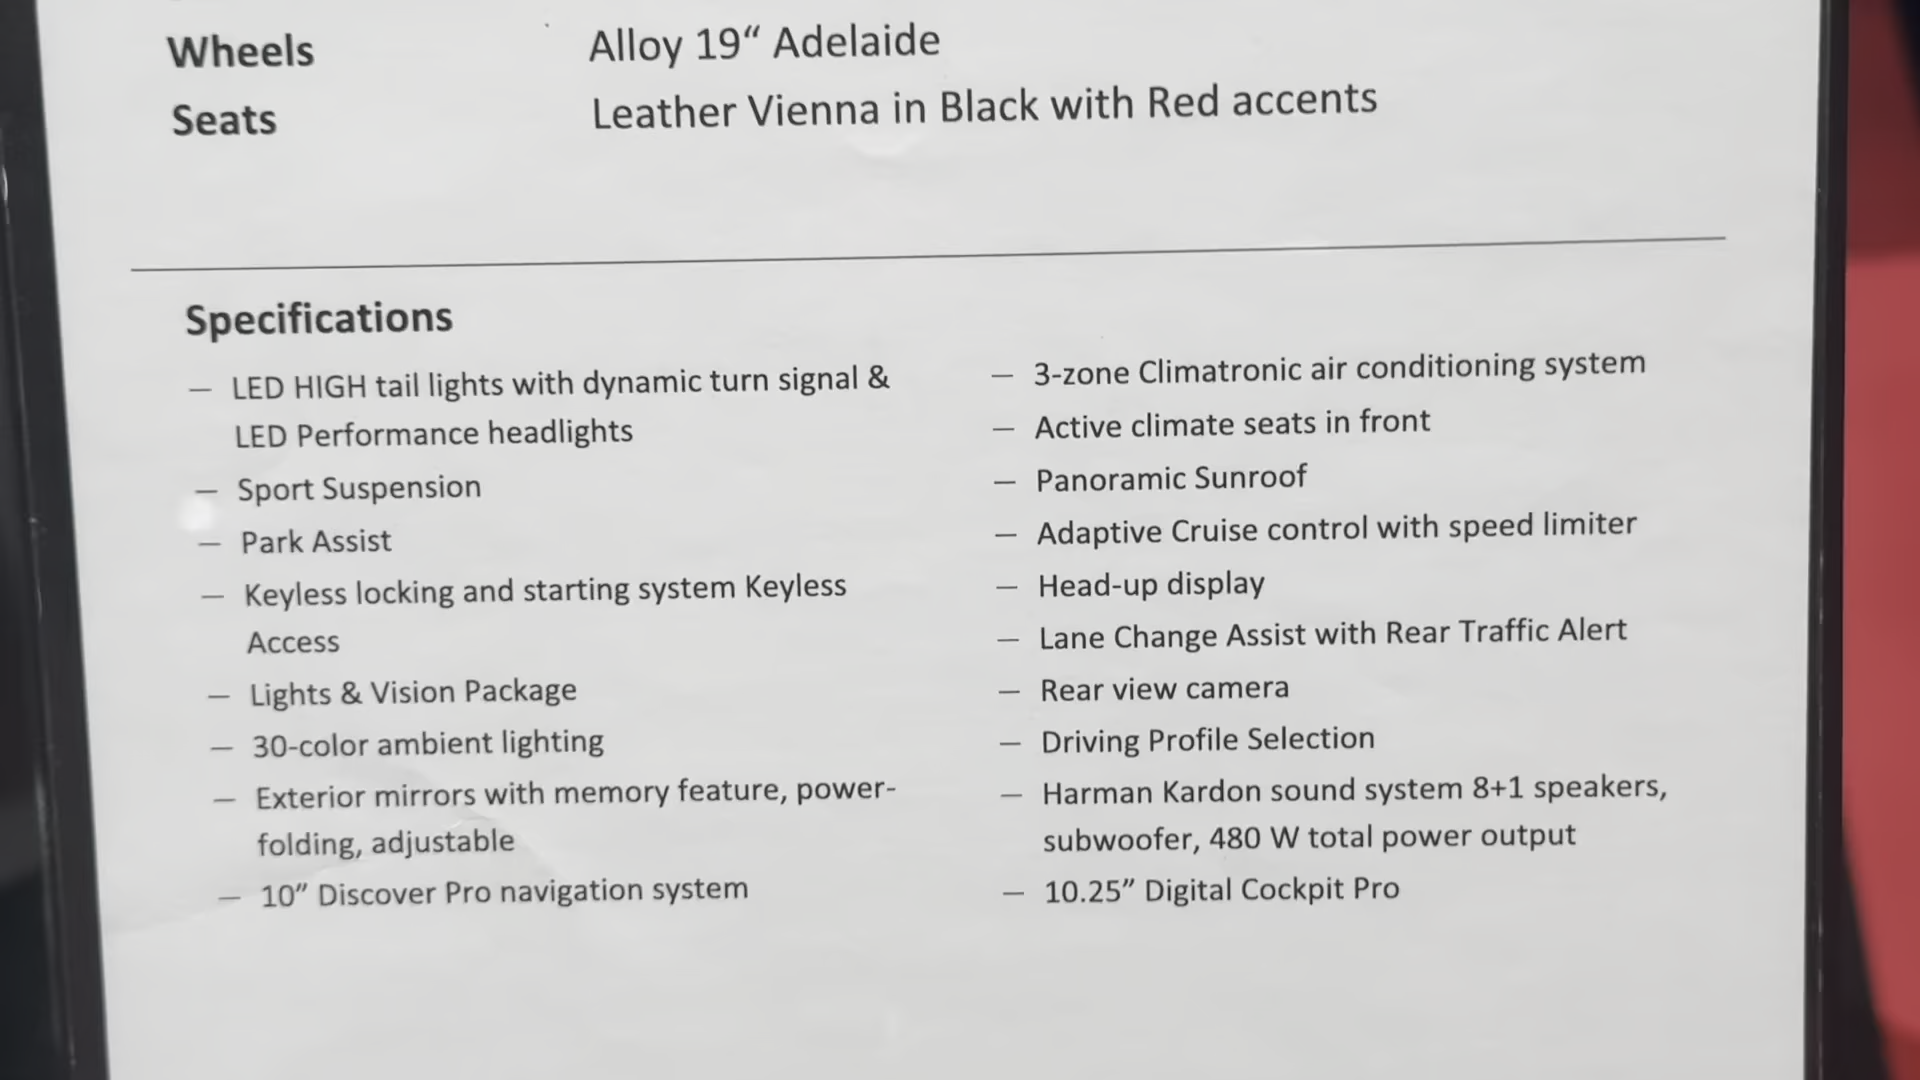 Wheels Alloy 19“ Adelaide
Seats Leather Vienna in Black with Red accents
Specifications
— LED HIGH tail lights with dynamic turn signal &
LED Performance headlights
— Sport Suspension
— Park Assist
— Keyless locking and starting system Keyless
Access
— Lights & Vision Package
— 30-color ambient lighting
— Exterior mirrors with memory feature, power-
folding, adjustable
— 10” Discover Pro navigation system
— 3-zone Climatronic air conditioning system
— Active climate seats in front
— Panoramic Sunroof
— Adaptive Cruise control with speed limiter
— Head-up display
— Lane Change Assist with Rear Traffic Alert
— Rear view camera
— Driving Profile Selection
— Harman Kardon sound system 8+1 speakers,
subwoofer, 480 W total power output
— 10.25” Digital Cockpit Pro